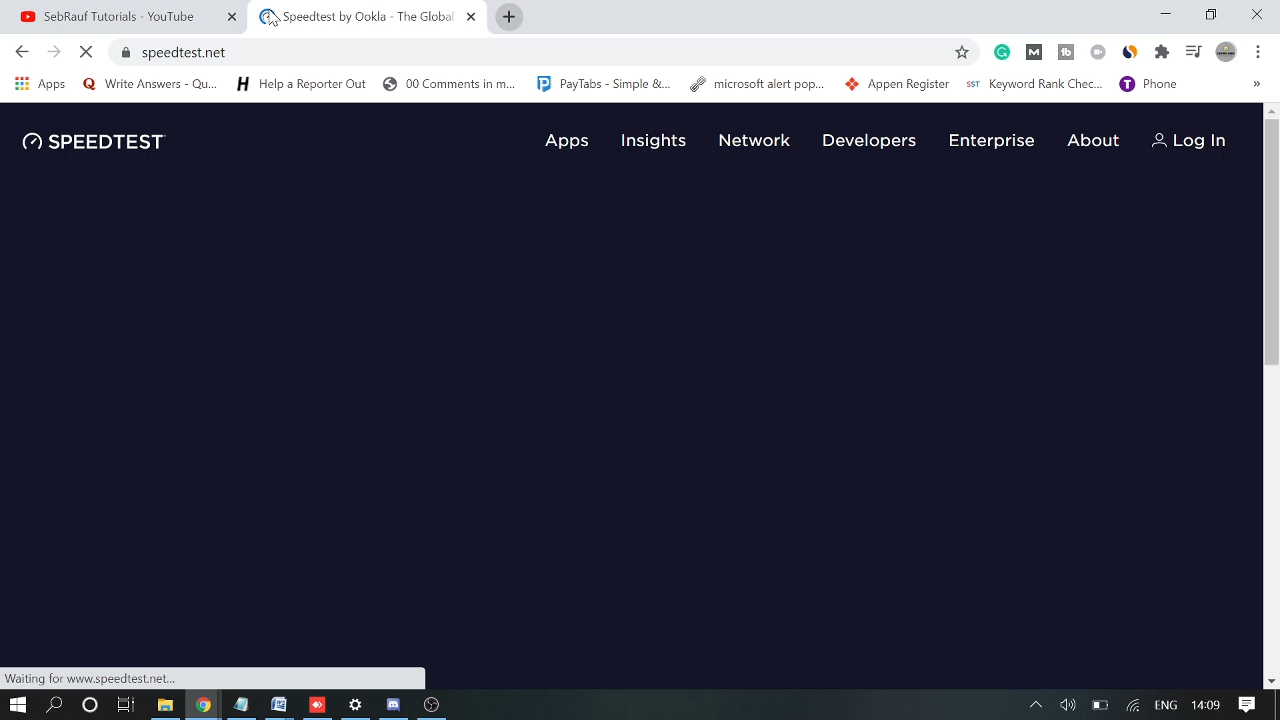 SebRauf Tutorials - YouTube
Speedtest by Ookla - The Global
speedtest.net
Apps
Write Answers - Qu...
Help a Reporter Out
00 Comments in m...
PayTabs - Simple &...
microsoft alert pop...
Appen Register
SST
Keyword Rank Chec...
T
Phone
»
SPEEDTEST
Apps
Insights
Network
Developers
Enterprise
About
Log In
Waiting for www.speedtest.net...
ENG
14:09